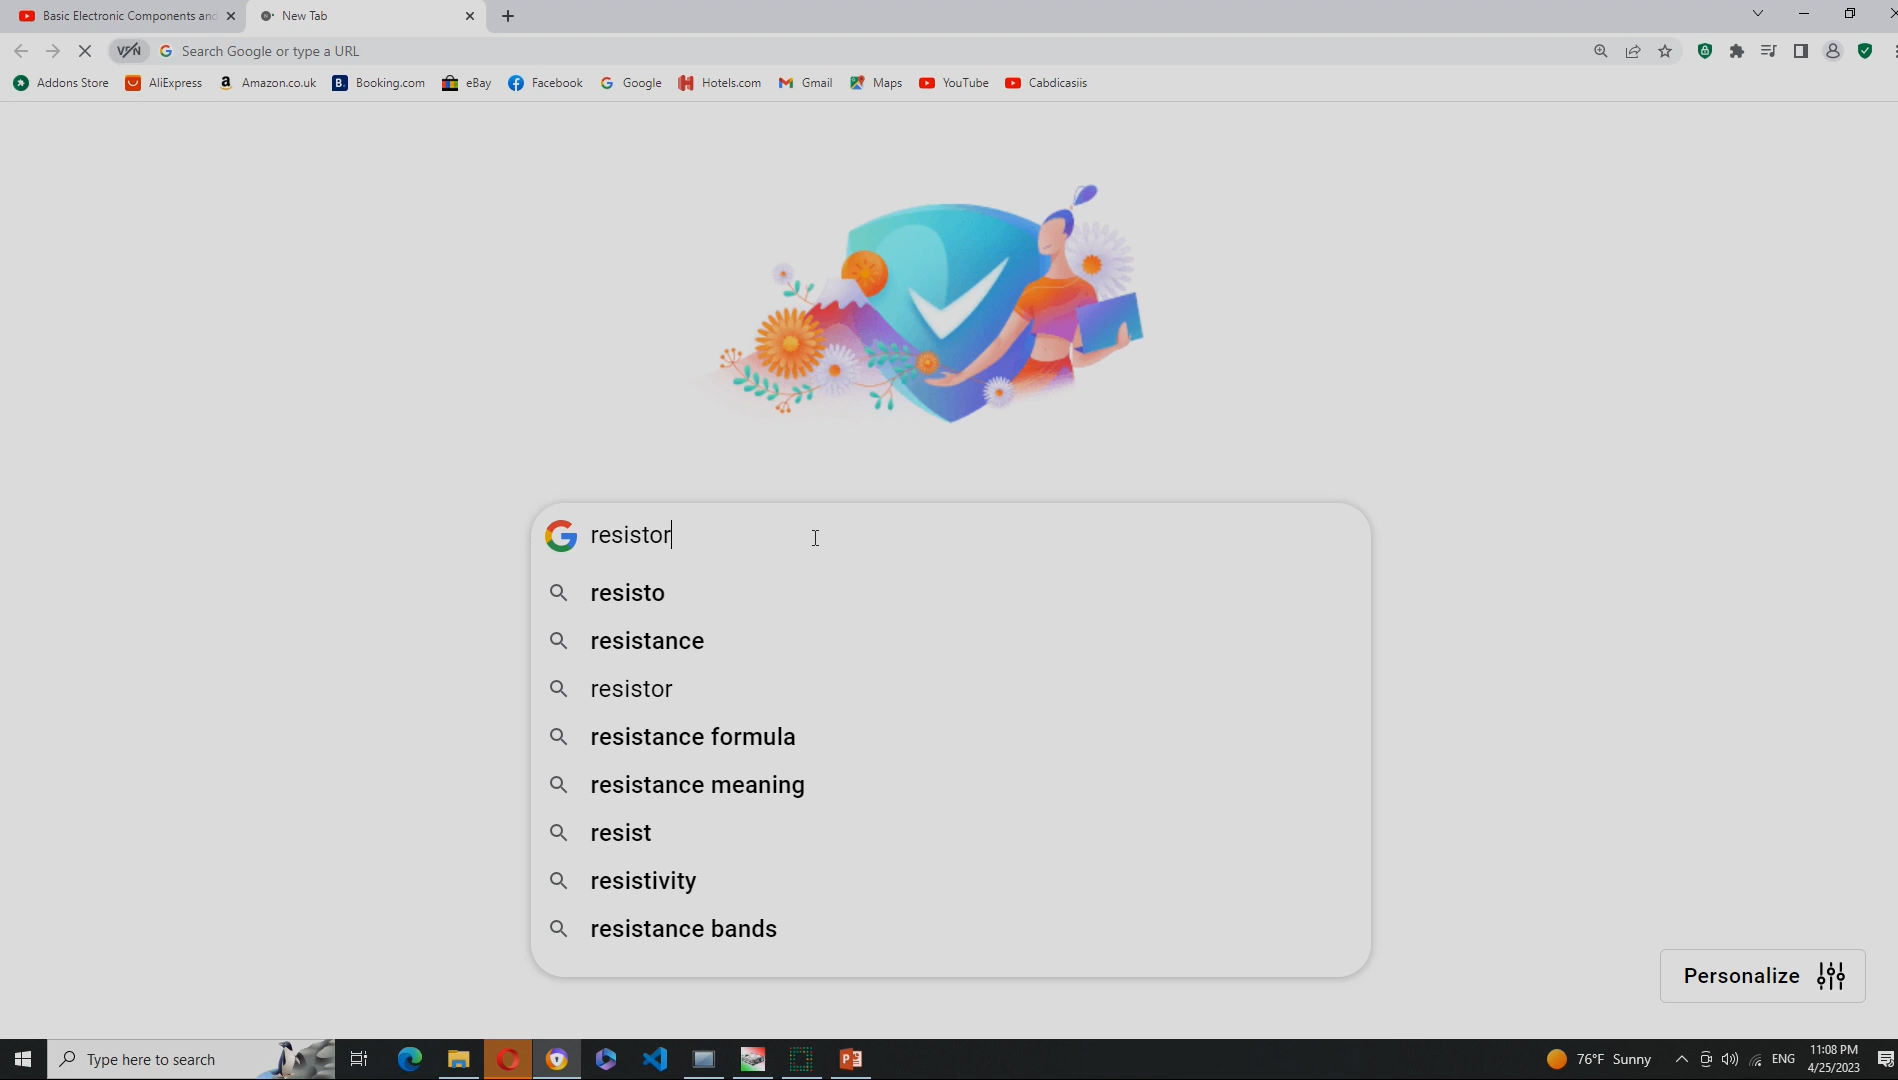 Basic Electronic Components and
New Tab
VPN
Search Google or type a URL
Addons Store
AliExpress
Amazon.co.uk
Booking.com
eBay
Facebook
Google
Hotels.com
Gmail
Maps
YouTube
Cabdicasiis
resistor
resisto
resistance
resistor
resistance formula
resistance meaning
resist
resistivity
resistance bands
Personalize
Type here to search
76°F Sunny
ENG
11:08 PM
4/25/2023